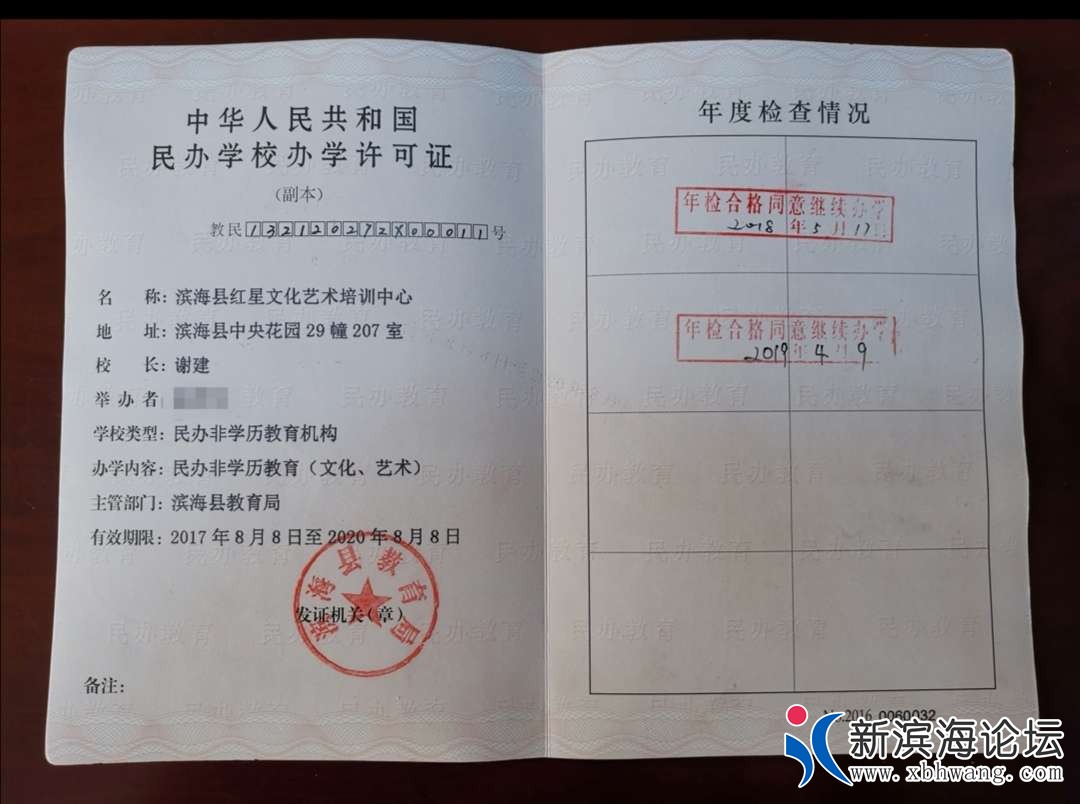 中华人民共和国
民办学校办学许可证
(副本)
教民132120272X00011号
名 称: 滨海县红星文化艺术培训中心
地 址: 滨海县中央花园29幢207室
校 长: 谢建
举 办 者
学校类型: 民办非学历教育机构
办学内容: 民办非学历教育（文化、艺术）
主管部门: 滨海县教育局
有效期限: 2017年8月8日至2020年8月8日
滨海县教育局
发证机关(章)
备注:
年度检查情况
年检合格同意继续办学
2018年5月17日
年检合格同意继续办学
2019年4月9
No.2016 0060032
新滨海论坛
www.xbhwang.com